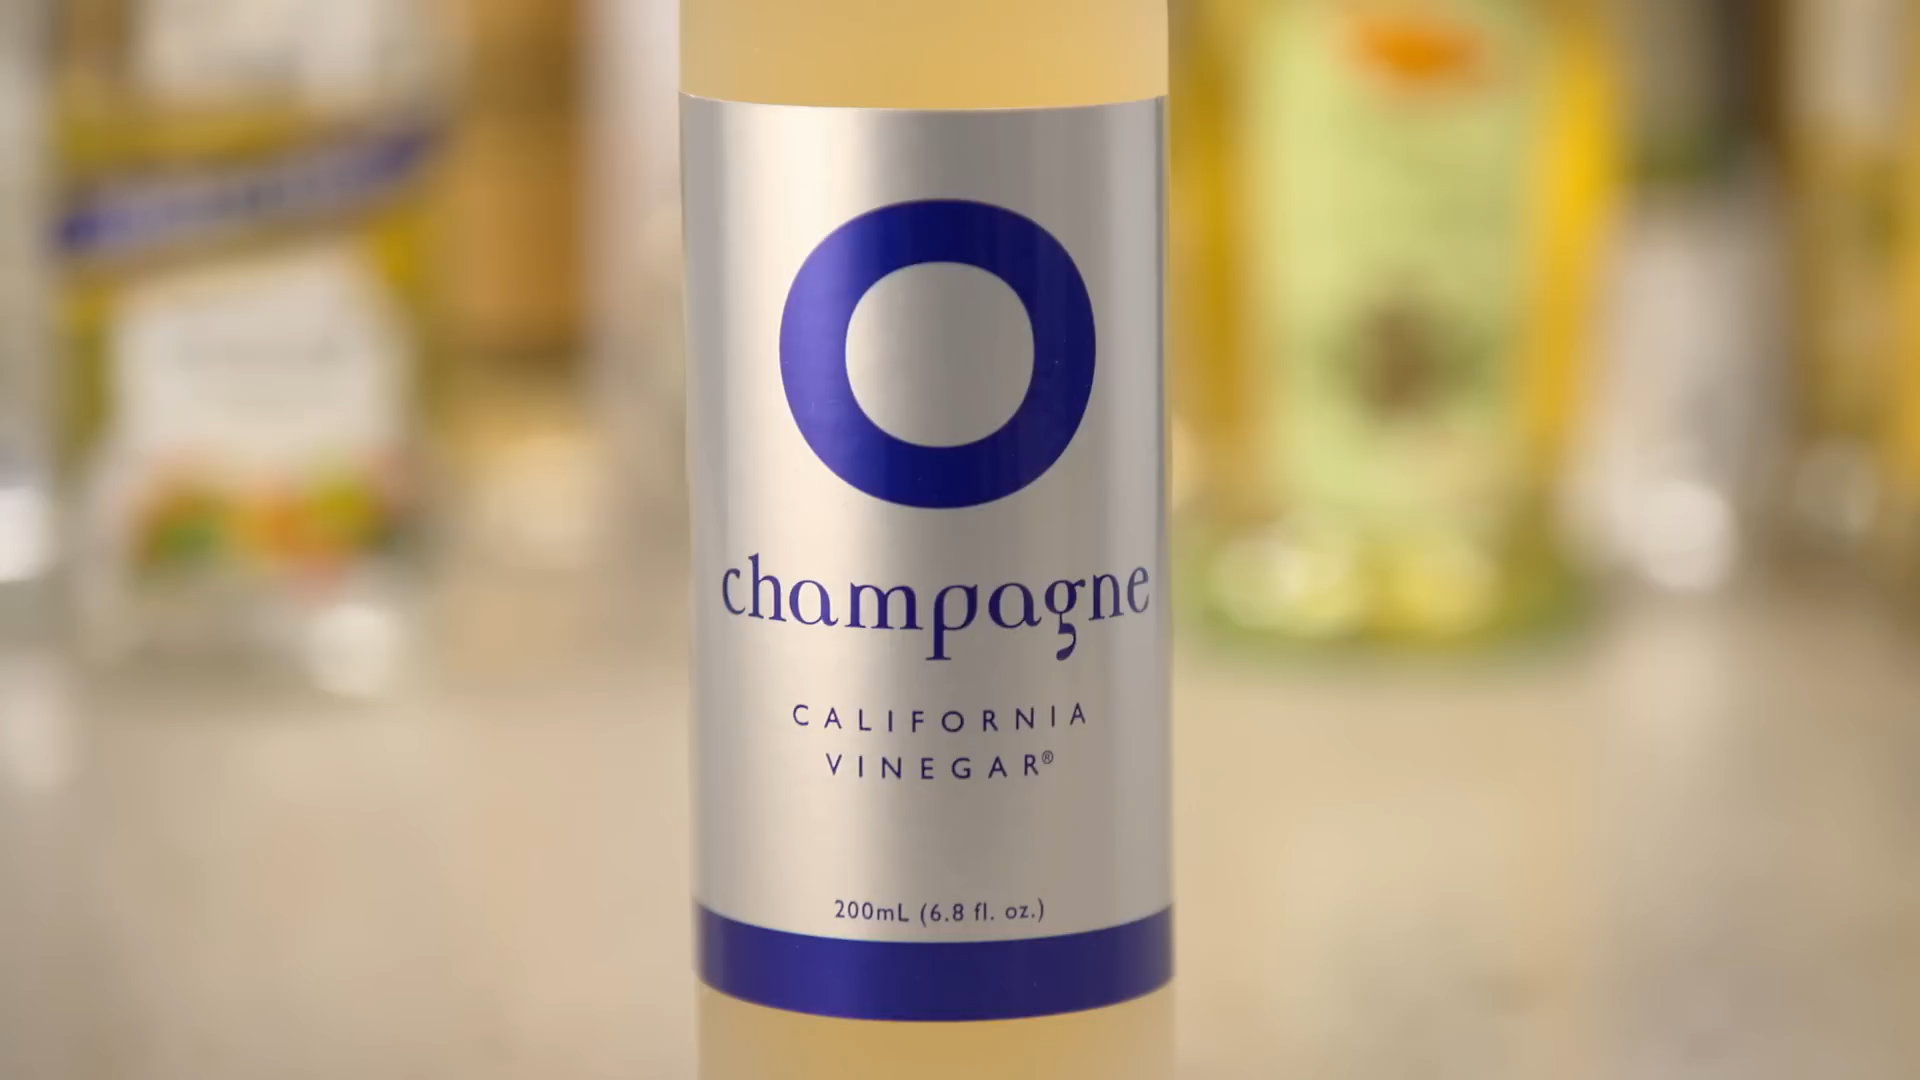 O
champagne
CALIFORNIA
VINEGAR®
200mL (6.8 fl. oz.)